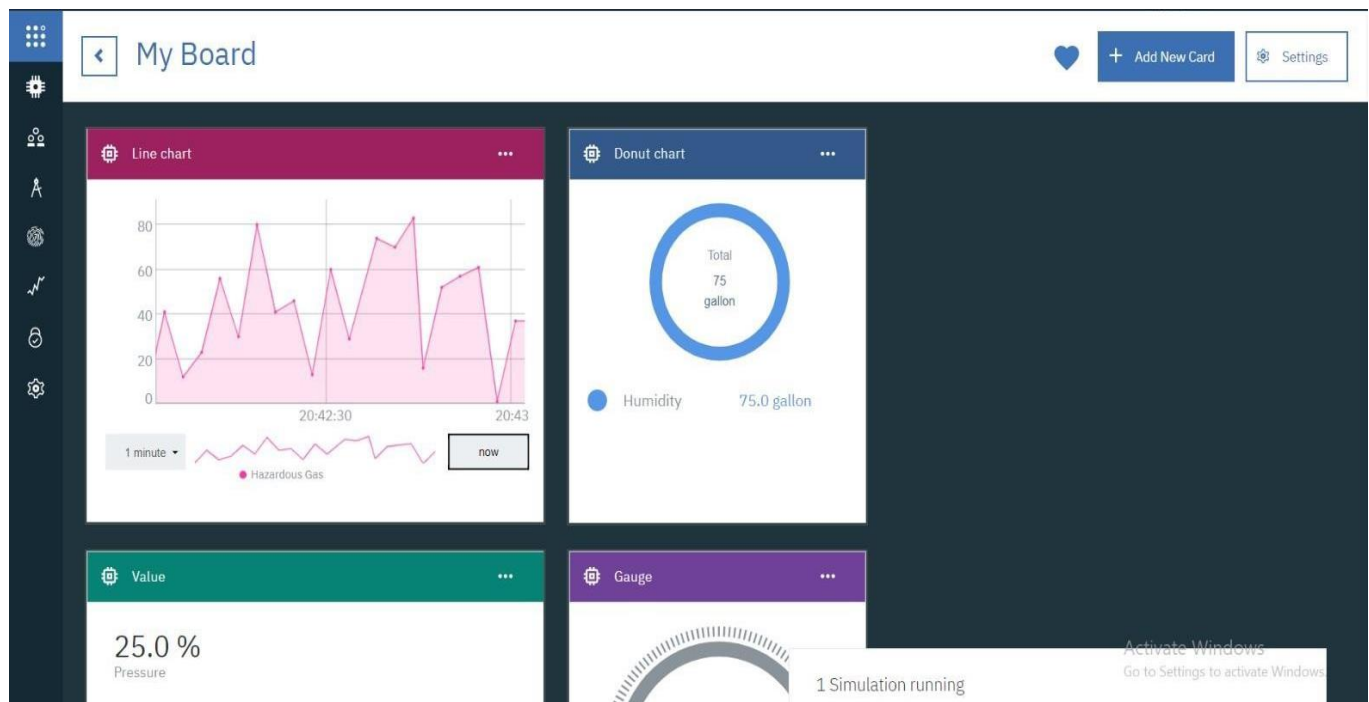 My Board
+ Add New Card
Settings
Line chart
Donut chart
80
60
40
20
0
20:42:30
20:43
1 minute
now
Hazardous Gas
Total
75
gallon
Humidity
75.0 gallon
Value
Gauge
25.0 %
Pressure
1 Simulation running
Activate Windows
Go to Settings to activate Windows.